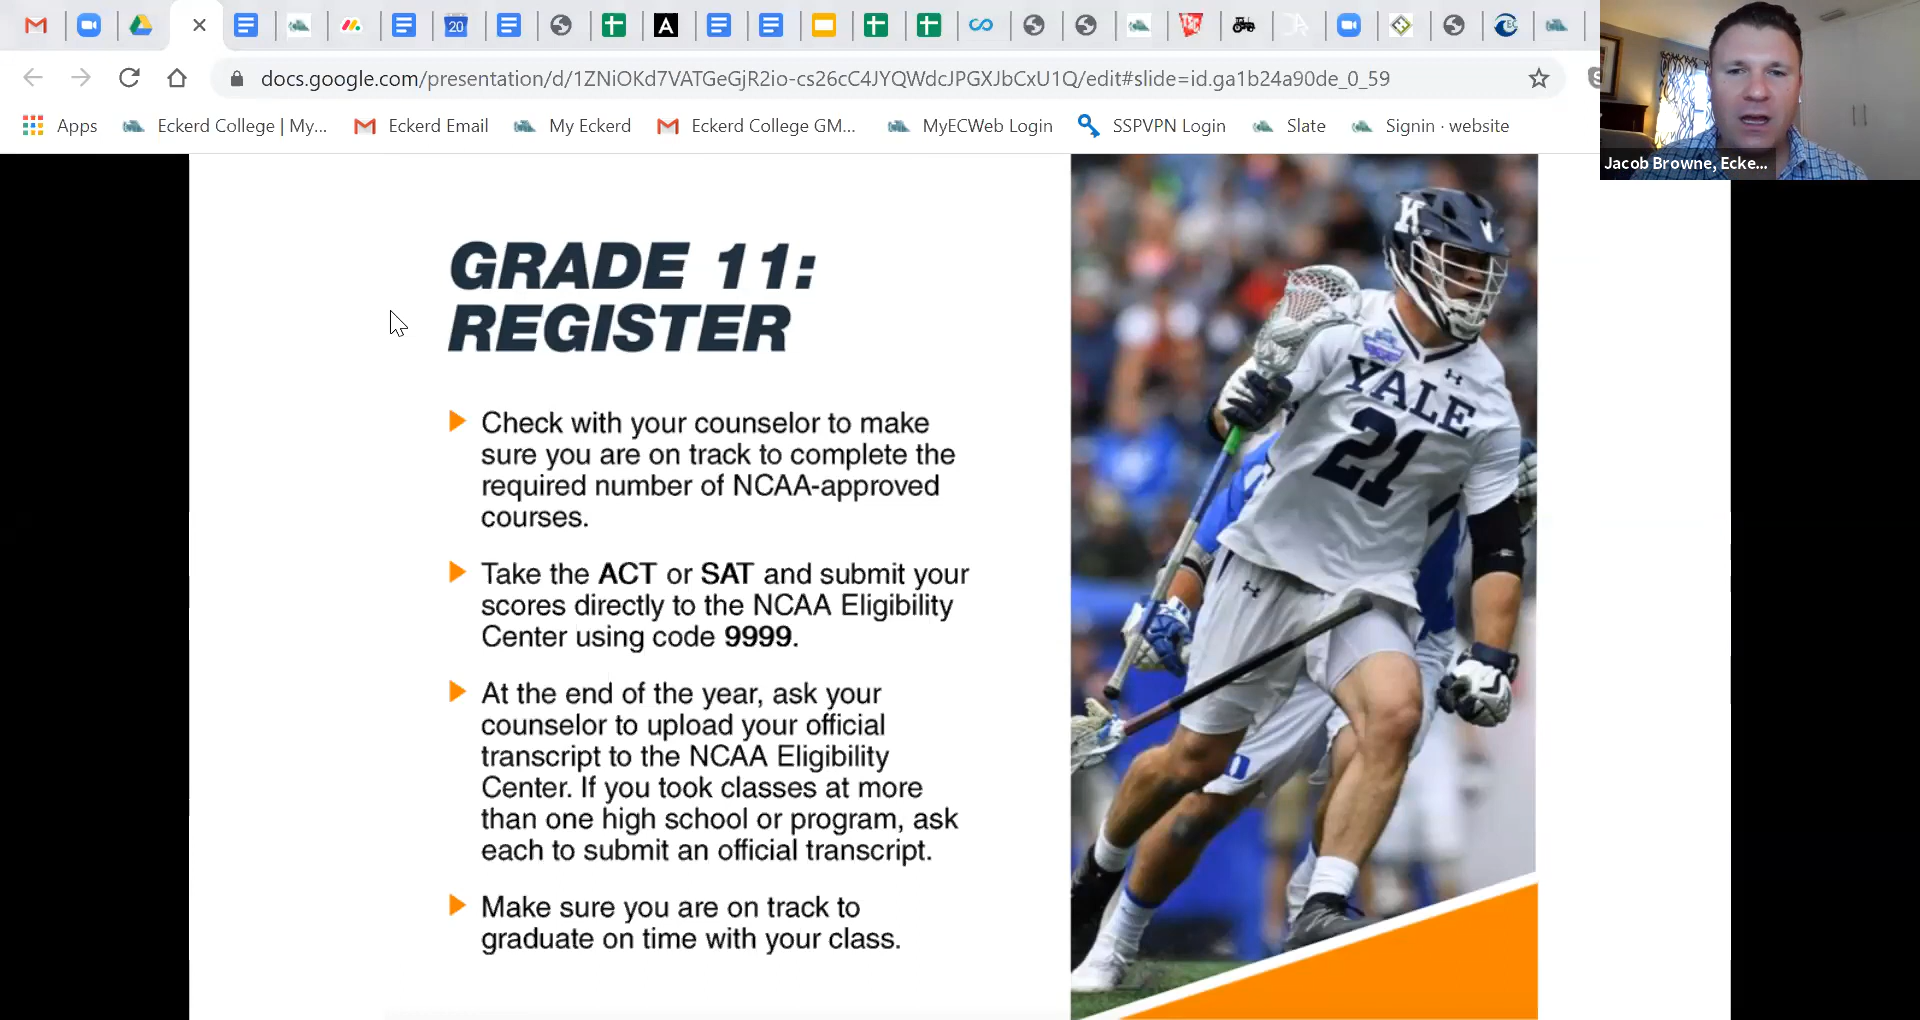 20
A
docs.google.com/presentation/d/1ZNiOKd7VATGeGjR2io-cs26cC4JYQWdcJPGXJbCxU1Q/edit#slide=id.ga1b24a90de_0_59
Apps
Eckerd College | My...
Eckerd Email
My Eckerd
Eckerd College GM...
MyECWeb Login
SSPVPN Login
Slate
Signin · website
Jacob Browne, Ecke...
GRADE 11:
REGISTER
Check with your counselor to make
sure you are on track to complete the
required number of NCAA-approved
courses.
Take the ACT or SAT and submit your
scores directly to the NCAA Eligibility
Center using code 9999.
At the end of the year, ask your
counselor to upload your official
transcript to the NCAA Eligibility
Center. If you took classes at more
than one high school or program, ask
each to submit an official transcript.
Make sure you are on track to
graduate on time with your class.
YALE
21